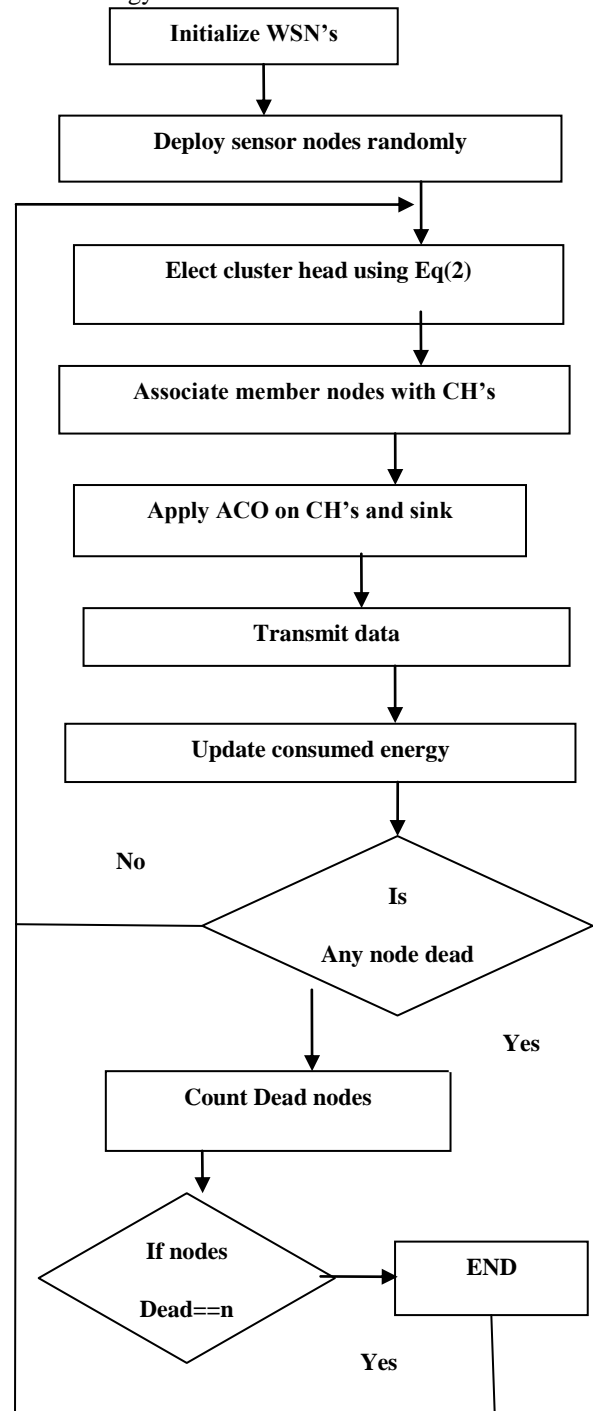 Initialize WSN's
Deploy sensor nodes randomly
Elect cluster head using Eq(2)
Associate member nodes with CH's
Apply ACO on CH's and sink
Transmit data
Update consumed energy
No
Is
Any node dead
Yes
Count Dead nodes
If nodes
Dead==n
END
Yes